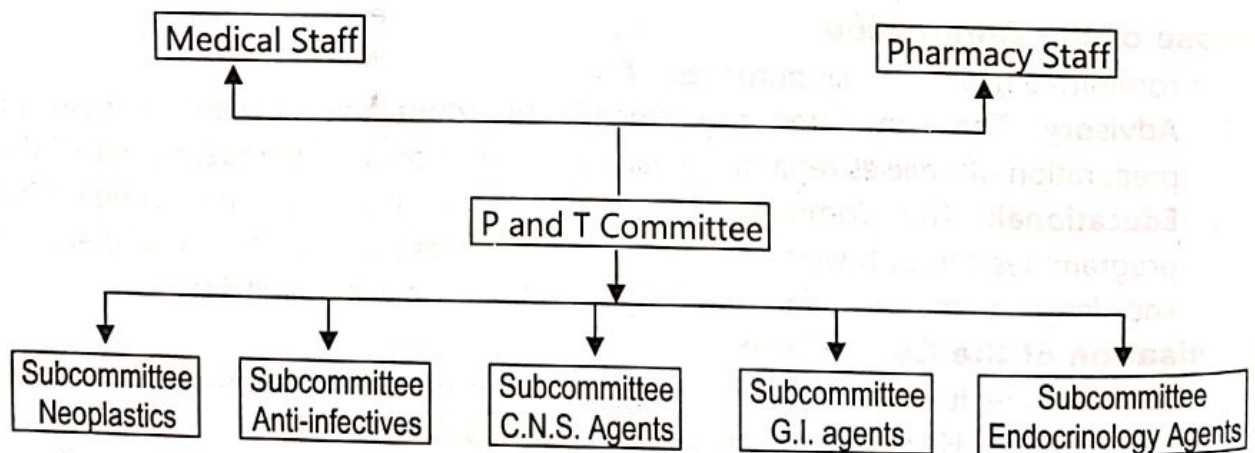 Medical Staff
Pharmacy Staff
P and T Committee
Subcommittee
Neoplastics
Subcommittee
Anti-infectives
Subcommittee
C.N.S. Agents
Subcommittee
G.I. agents
Subcommittee
Endocrinology Agents